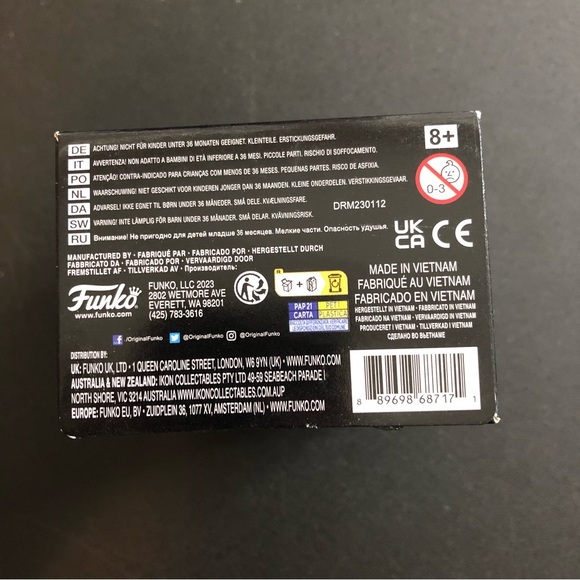 DE ACHTUNG! NICHT FÜR KINDER UNTER 36 MONATEN GEEIGNET. KLEINTEILE. ERSTICKUNGSGEFAHR.
IT AVVERTENZA! NON ADATTO A BAMBINI DI ETÀ INFERIORE A 36 MESI. PICCOLE PARTI. RISCHIO DI SOFFOCAMENTO.
PO ATENÇÃO! CONTRA-INDICADO PARA CRIANÇAS COM MENOS DE 36 MESES. PEQUENAS PARTES. RISCO DE ASFIXIA.
NL WAARSCHUWING! NIET GESCHIKT VOOR KINDEREN JONGER DAN 36 MAANDEN. KLEINE ONDERDELEN. VERSTIKKINGSGEVAAR.
DA ADVARSEL! IKKE EGNET TIL BØRN UNDER 36 MÅNEDER. SMÅ DELE. KVÆLNINGSFARE.
SW VARNING! INTE LÄMPLIG FÖR BARN UNDER 36 MÅNADER. SMÅ DELAR. KVÄVNINGSRISK.
RU Внимание! Не пригодно для детей младше 36 месяцев. Мелкие части. Опасность удушья.
8+
0-3
DRM230112
UK
CA CE
MANUFACTURED BY • FABRIQUÉ PAR • FABRICADO POR • HERGESTELLT DURCH
FABBRICATO DA • FABRICADO POR • VERVAARDIGD DOOR
FREMSTILLET AF • TILLVERKAD AV • Производитель:
Funko
www.funko.com
FUNKO, LLC 2023
2802 WETMORE AVE
EVERETT, WA 98201
(425) 783-3616
PAP 21
CARTA
/OriginalFunko @OriginalFunko @OriginalFunko
MADE IN VIETNAM
FABRIQUÉ AU VIETNAM
FABRICADO EN VIETNAM
HERGESTELLT IN VIETNAM • FABBRICATO IN VIETNAM
FABRICADO NA VIETNAM • VERVAARDIGD IN VIETNAM
PRODUCERET I VIETNAM • TILLVERKAD I VIETNAM
СДЕЛАНО ВО ВЬЕТНАМЕ
DISTRIBUTION BY:
UK: FUNKO UK, LTD • 1 QUEEN CAROLINE STREET, LONDON, W6 9YN (UK) • WWW.FUNKO.COM
AUSTRALIA & NEW ZEALAND: IKON COLLECTABLES PTY LTD 49-59 SEABEACH PARADE |
NORTH SHORE, VIC 3214 AUSTRALIA WWW.IKONCOLLECTABLES.COM.AUP
EUROPE: FUNKO EU, BV • ZUIDPLEIN 36, 1077 XV, AMSTERDAM (NL) • WWW.FUNKO.COM
8 89698 68717 1